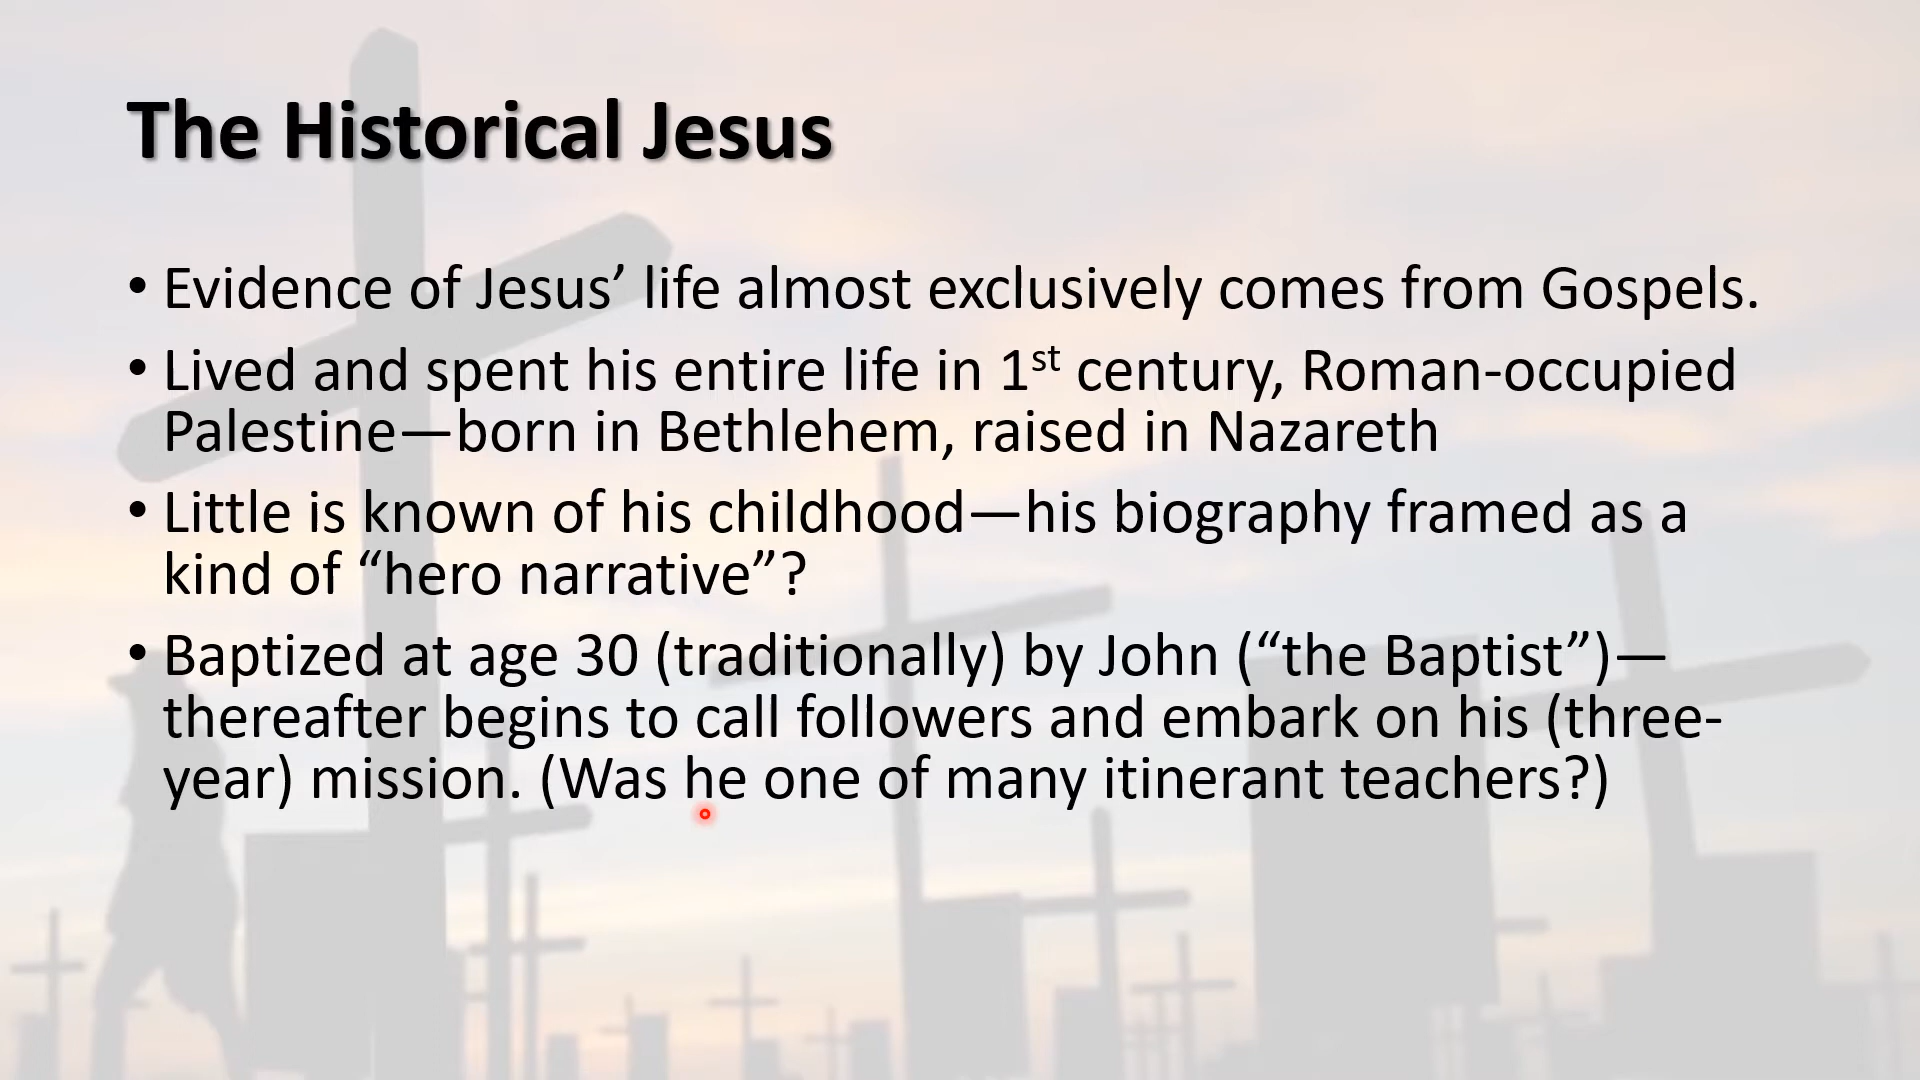 The Historical Jesus
• Evidence of Jesus’ life almost exclusively comes from Gospels.
• Lived and spent his entire life in 1st century, Roman-occupied
Palestine—born in Bethlehem, raised in Nazareth
• Little is known of his childhood—his biography framed as a
kind of “hero narrative”?
• Baptized at age 30 (traditionally) by John (“the Baptist”)—
thereafter begins to call followers and embark on his (three-
year) mission. (Was he one of many itinerant teachers?)